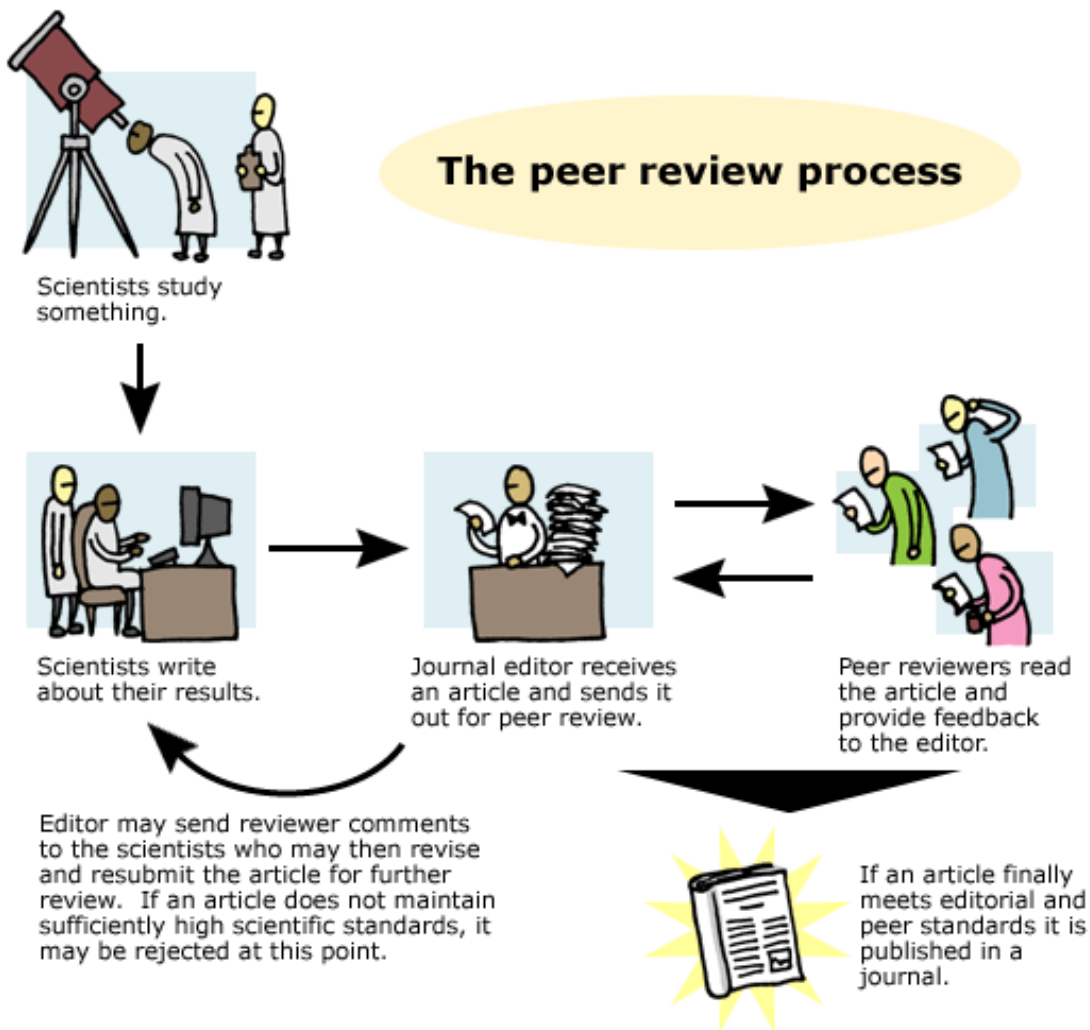 The peer review process
Scientists study
something.
Scientists write
about their results.
Journal editor receives
an article and sends it
out for peer review.
Peer reviewers read
the article and
provide feedback
to the editor.
Editor may send reviewer comments
to the scientists who may then revise
and resubmit the article for further
review.  If an article does not maintain
sufficiently high scientific standards, it
may be rejected at this point.
If an article finally
meets editorial and
peer standards it is
published in a
journal.